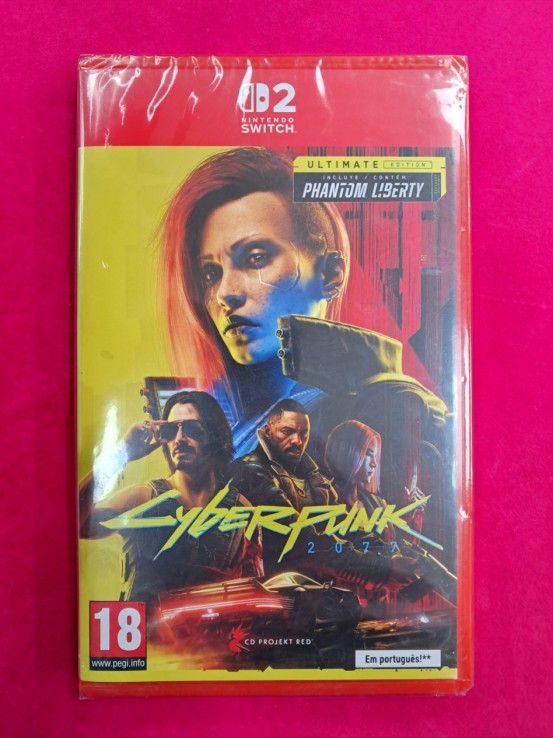 2
NINTENDO
SWITCH
ULTIMATE EDITION
INCLUYE / CONTÉM
PHANTOM LIBERTY
CYBERPUNK
2077
18
www.pegi.info
CD PROJEKT RED
Em português!**